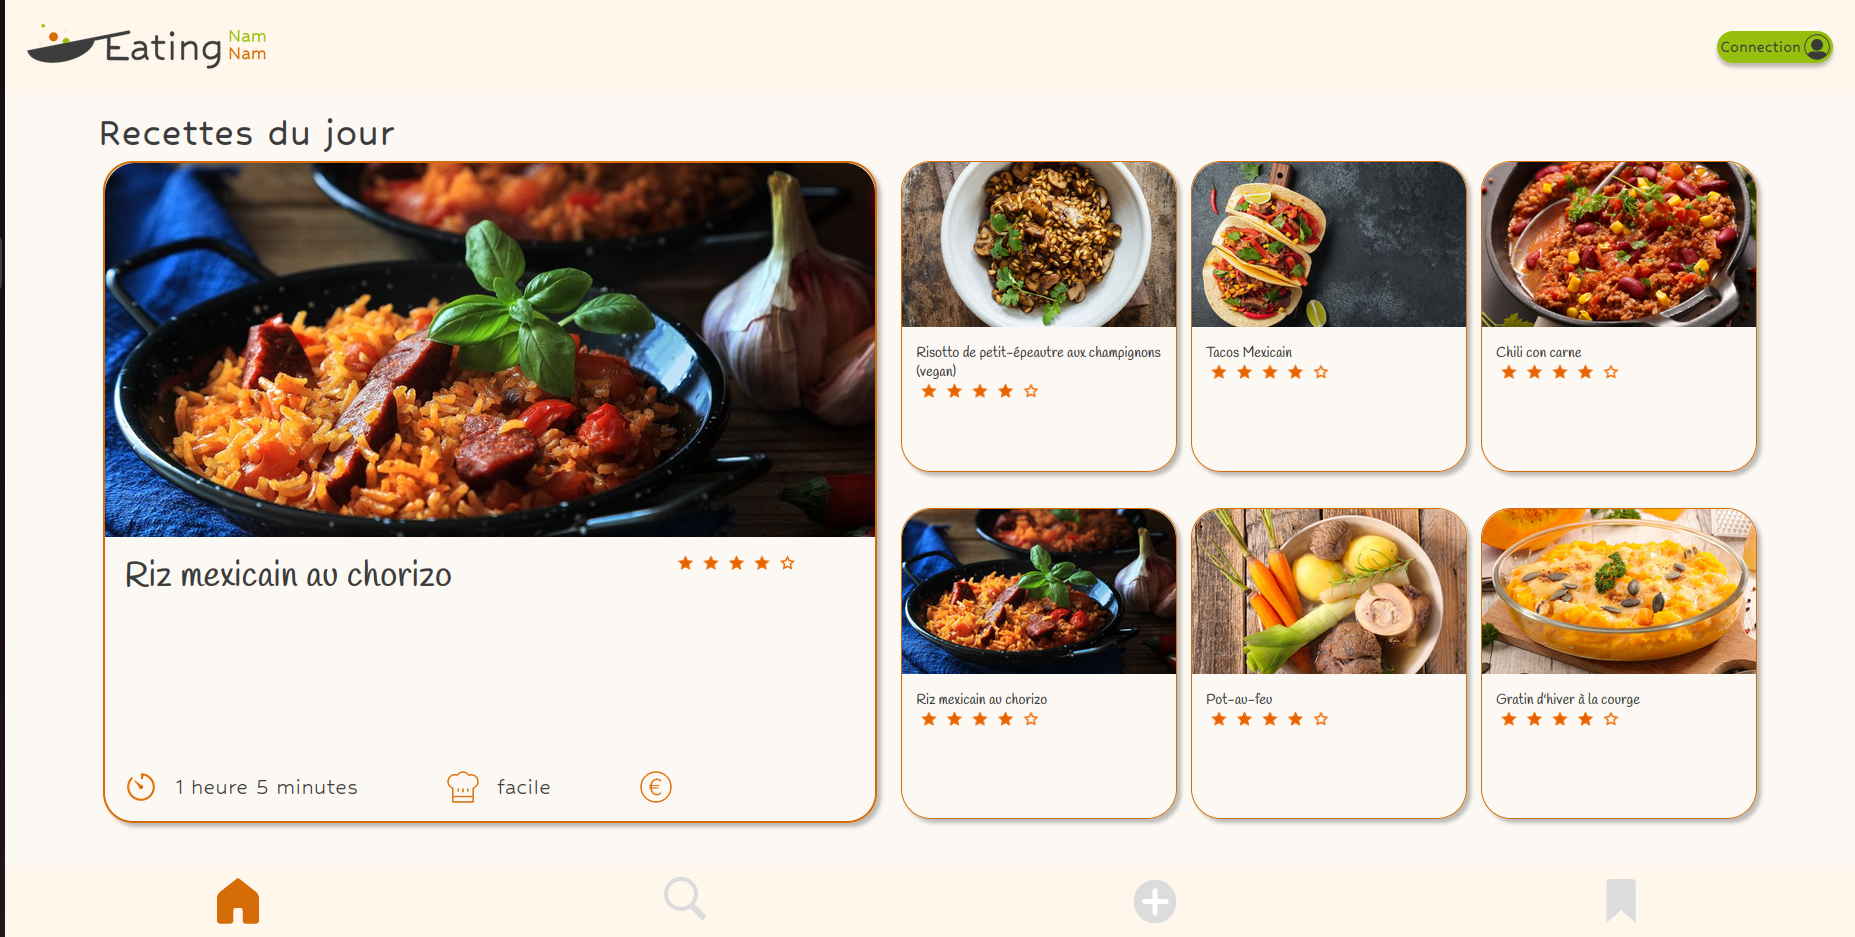 Eating
Nam
Nam
Connection
Recettes du jour
Riz mexicain au chorizo
1 heure 5 minutes
facile
€
Risotto de petit-épeautre aux champignons
(vegan)
Tacos Mexicain
Chili con carne
Riz mexicain au chorizo
Pot-au-feu
Gratin d'hiver à la courge